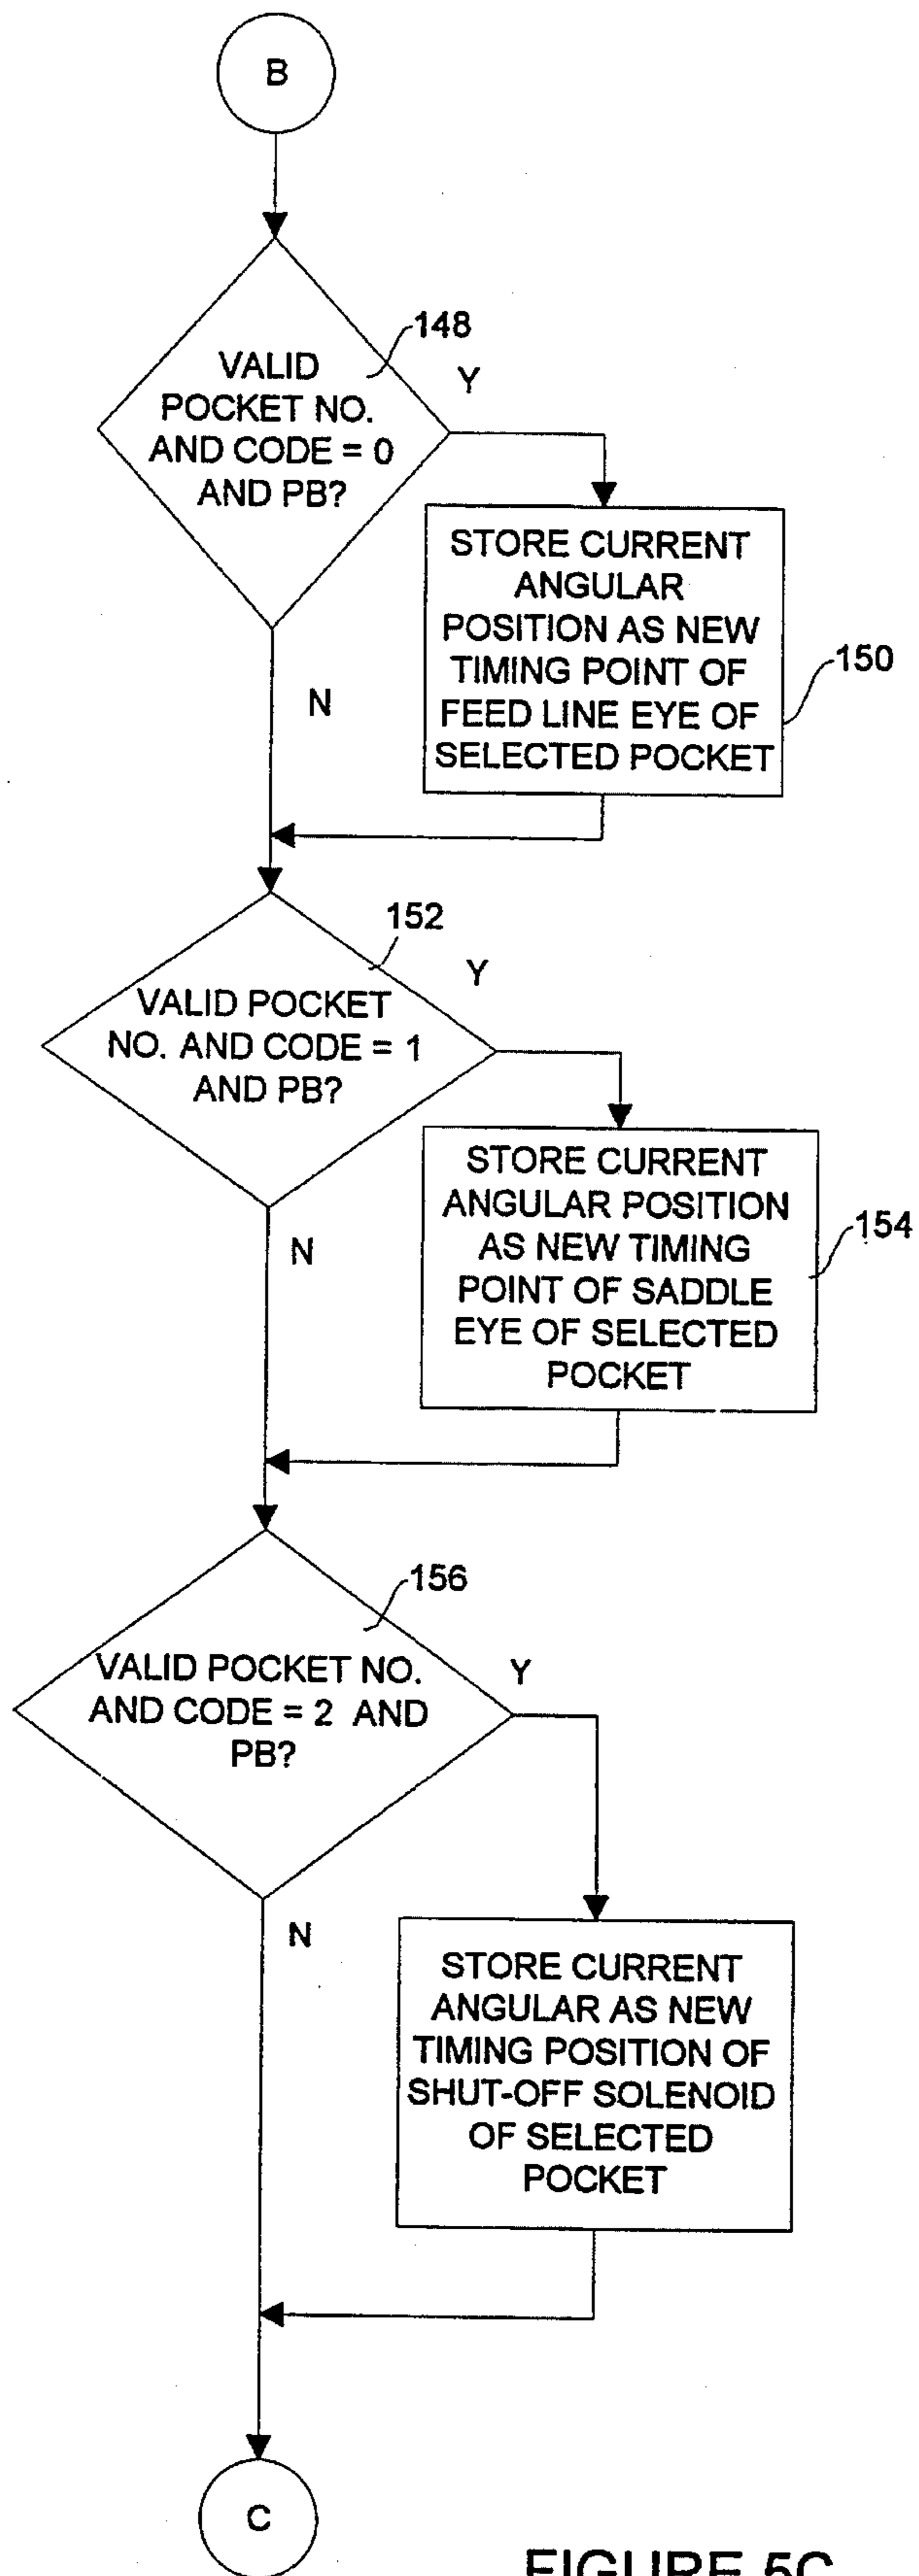 B
148
VALID
POCKET NO.
AND CODE = 0
AND PB?
Y
STORE CURRENT
ANGULAR
POSITION AS NEW
TIMING POINT OF
FEED LINE EYE OF
SELECTED POCKET
150
N
152
VALID POCKET
NO. AND CODE = 1
AND PB?
Y
STORE CURRENT
ANGULAR POSITION
AS NEW TIMING
POINT OF SADDLE
EYE OF SELECTED
POCKET
154
N
156
VALID POCKET NO.
AND CODE = 2 AND
PB?
Y
N
STORE CURRENT
ANGULAR AS NEW
TIMING POSITION OF
SHUT-OFF SOLENOID
OF SELECTED
POCKET
C
FIGURE 5C